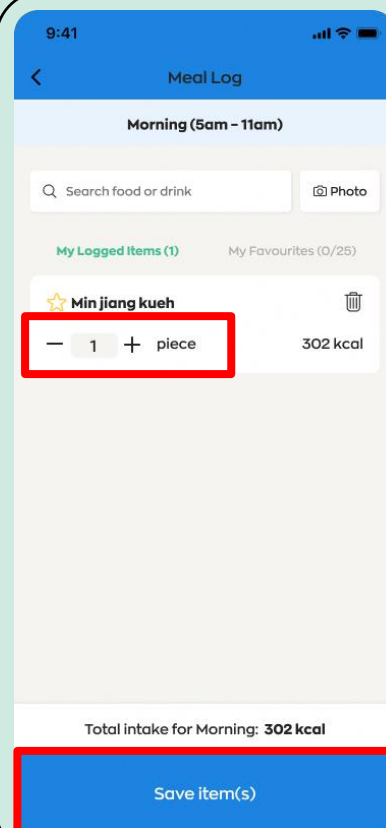 9:41
Meal Log
Morning (5am - 11am)
Search food or drink
Photo
My Logged Items (1) My Favourites (0/25)
Min jiang kueh
1 piece 302 kcal
Total intake for Morning: 302 kcal
Save item(s)